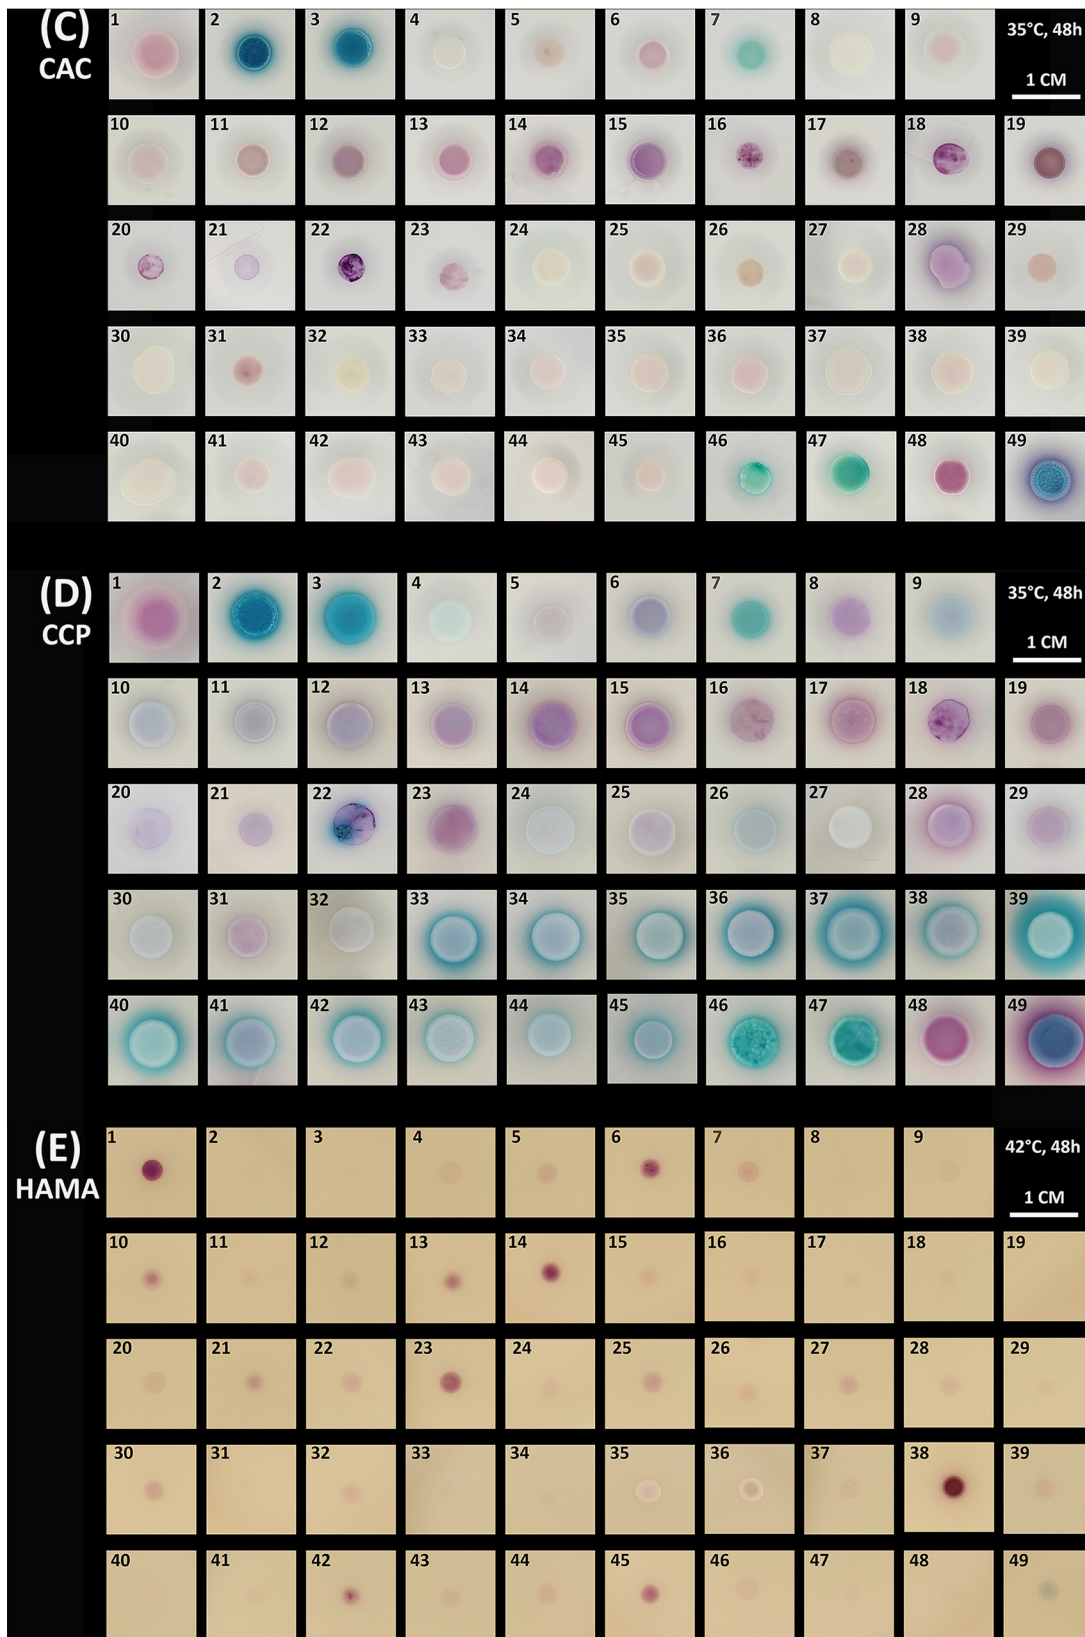 (C)
CAC
1 2 3 4 5 6 7 8 9
35°C, 48h
1 CM
10 11 12 13 14 15 16 17 18 19
20 21 22 23 24 25 26 27 28 29
30 31 32 33 34 35 36 37 38 39
40 41 42 43 44 45 46 47 48 49
(D)
CCP
1 2 3 4 5 6 7 8 9
35°C, 48h
1 CM
10 11 12 13 14 15 16 17 18 19
20 21 22 23 24 25 26 27 28 29
30 31 32 33 34 35 36 37 38 39
40 41 42 43 44 45 46 47 48 49
(E)
HAMA
1 2 3 4 5 6 7 8 9
42°C, 48h
1 CM
10 11 12 13 14 15 16 17 18 19
20 21 22 23 24 25 26 27 28 29
30 31 32 33 34 35 36 37 38 39
40 41 42 43 44 45 46 47 48 49